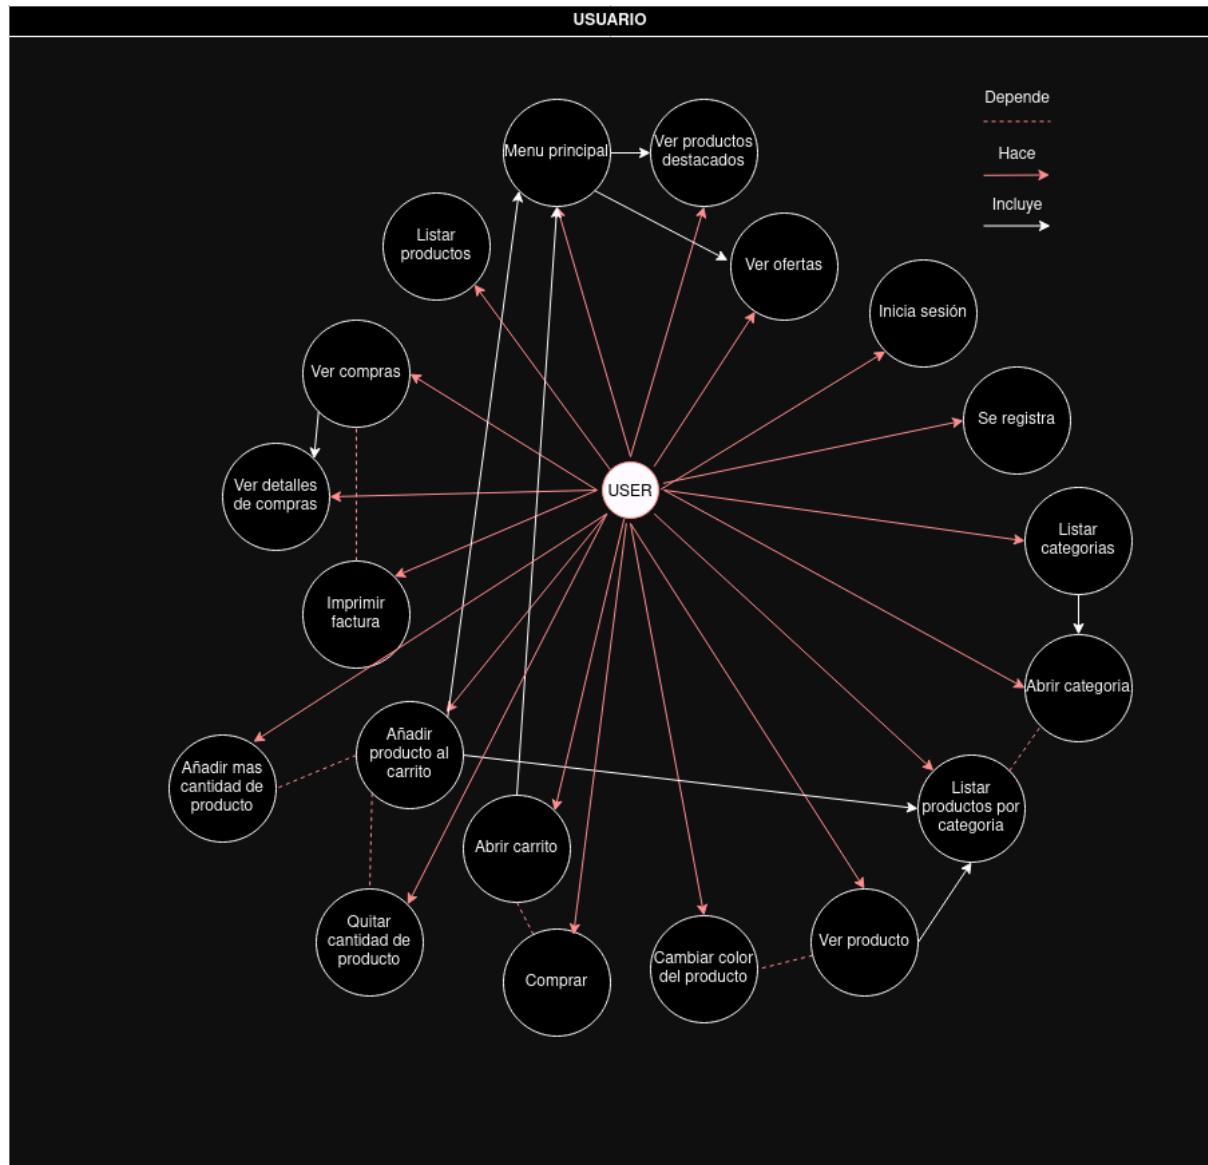 USUARIO
Depende
Hace
Incluye
Menu principal
Ver productos
destacados
Listar
productos
Ver ofertas
Inicia sesión
Ver compras
Se registra
Ver detalles
de compras
USER
Listar
categorias
Imprimir
factura
Abrir categoria
Añadir mas
cantidad de
producto
Añadir
producto al
carrito
Listar
productos por
categoria
Abrir carrito
Quitar
cantidad de
producto
Comprar
Cambiar color
del producto
Ver producto